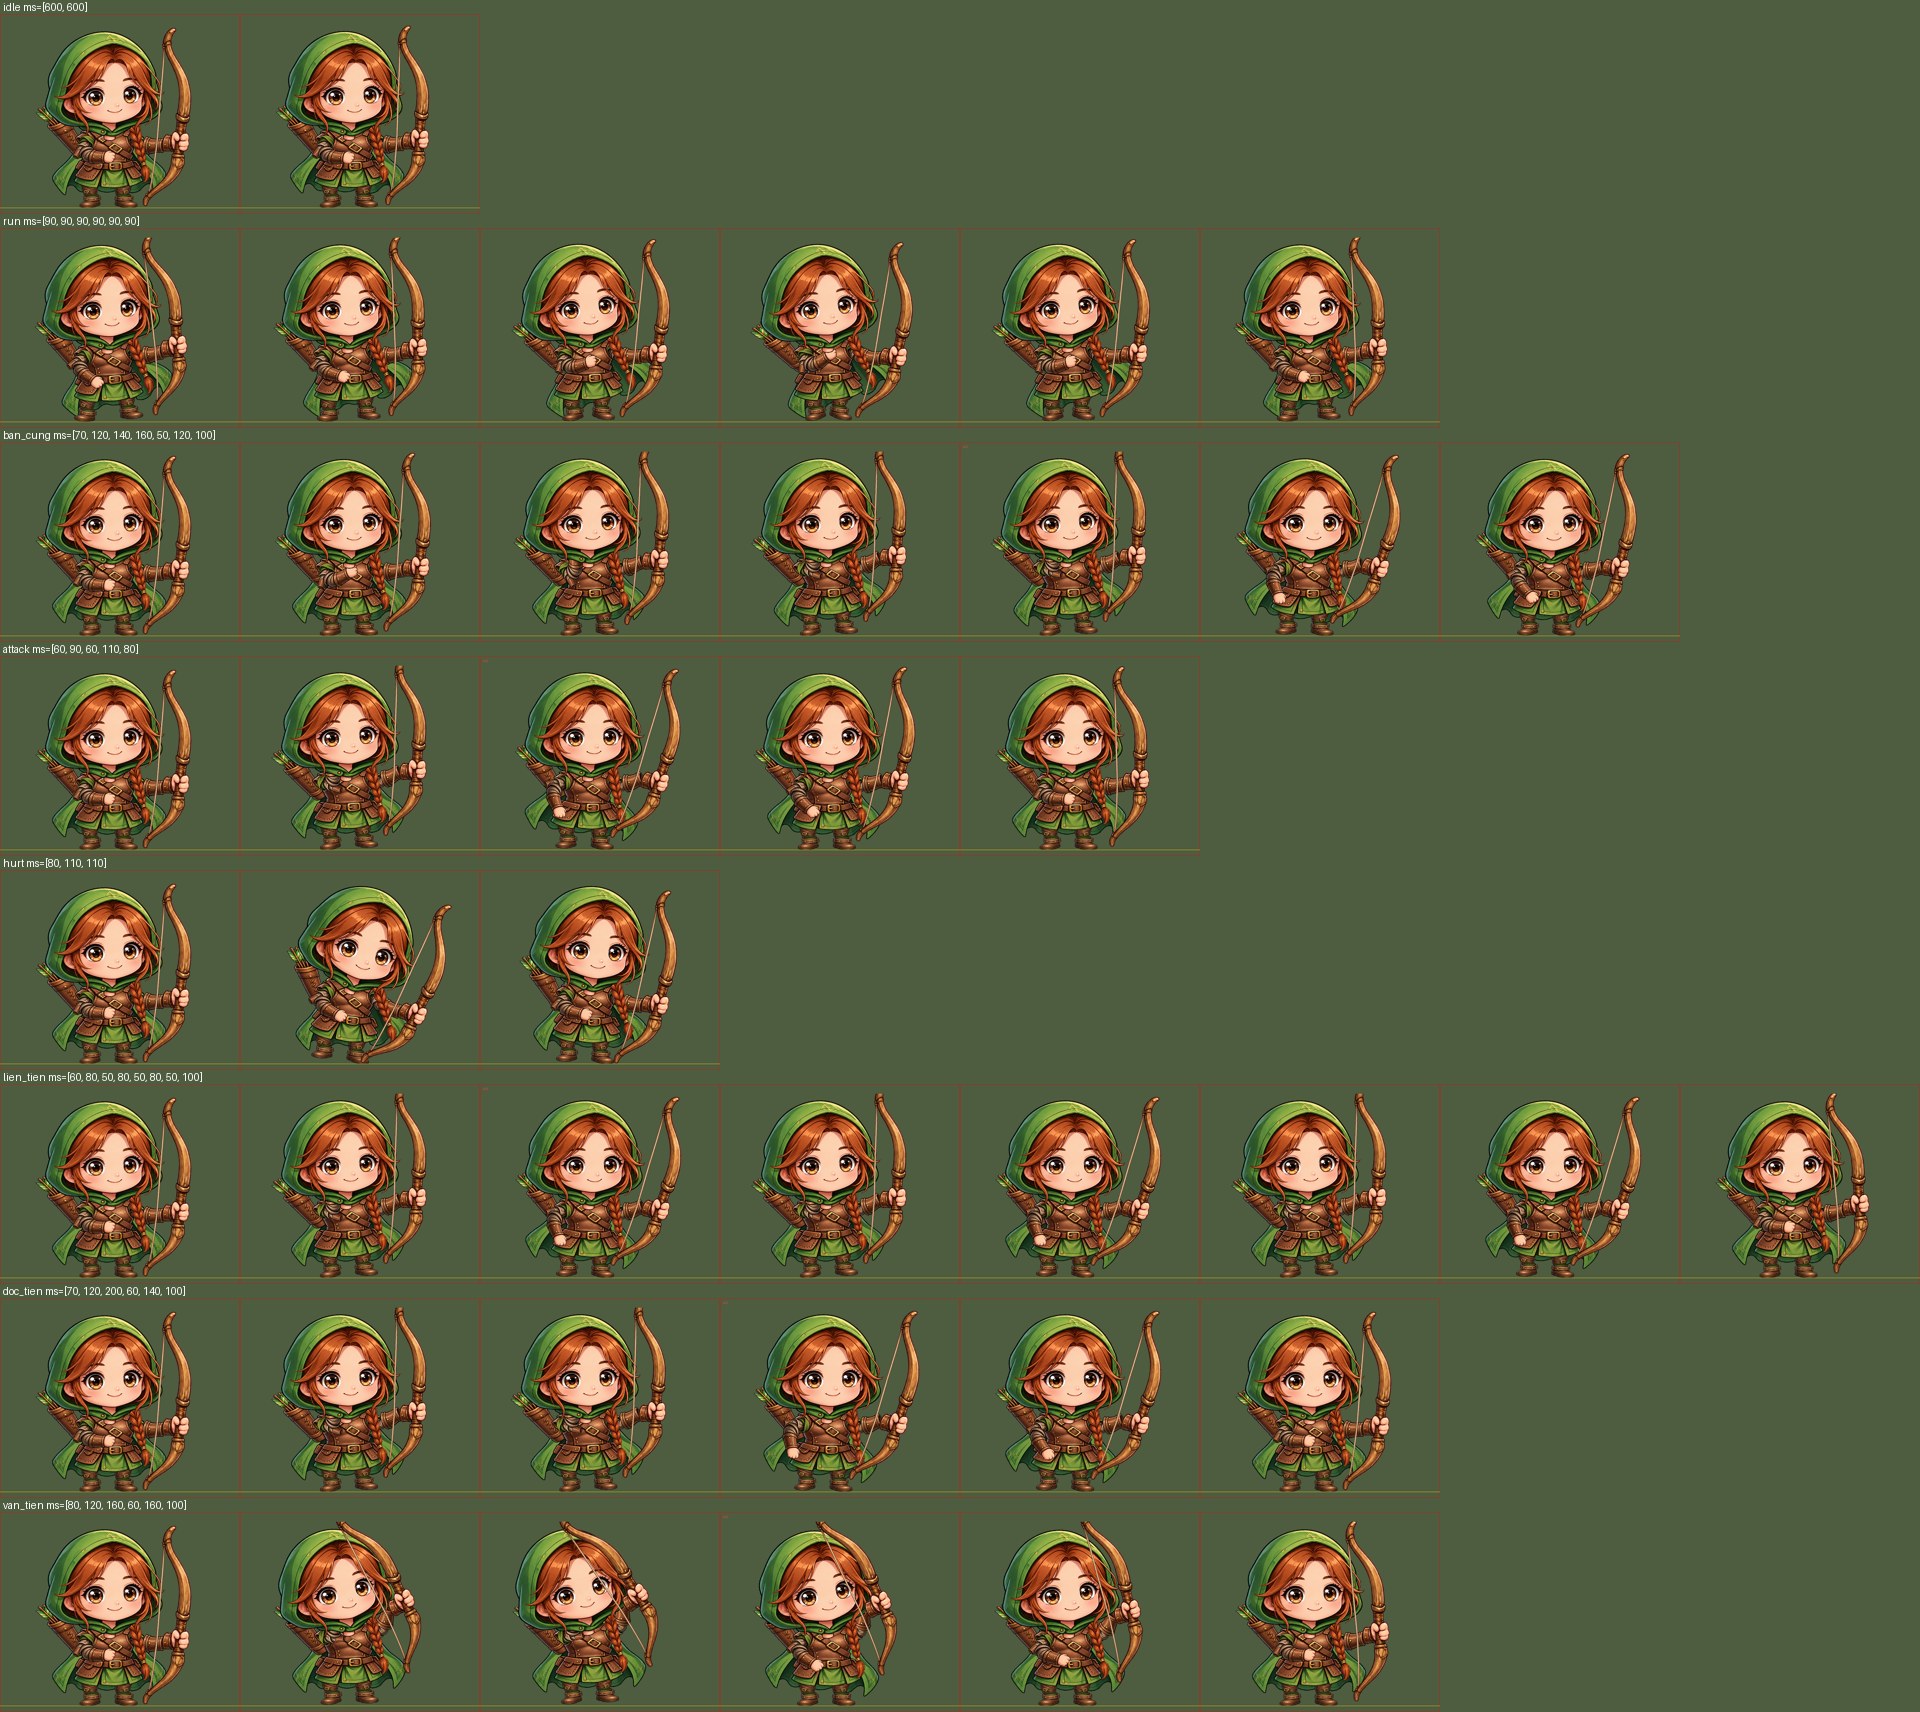 idle ms=[600, 600]
run ms=[90, 90, 90, 90, 90, 90]
ban_cung ms=[70, 120, 140, 160, 50, 120, 100]
attack ms=[60, 90, 60, 110, 80]
hurt ms=[80, 110, 110]
lien_tien ms=[60, 80, 50, 80, 50, 80, 50, 100]
doc_tien ms=[70, 120, 200, 60, 140, 100]
van_tien ms=[80, 120, 160, 60, 160, 100]